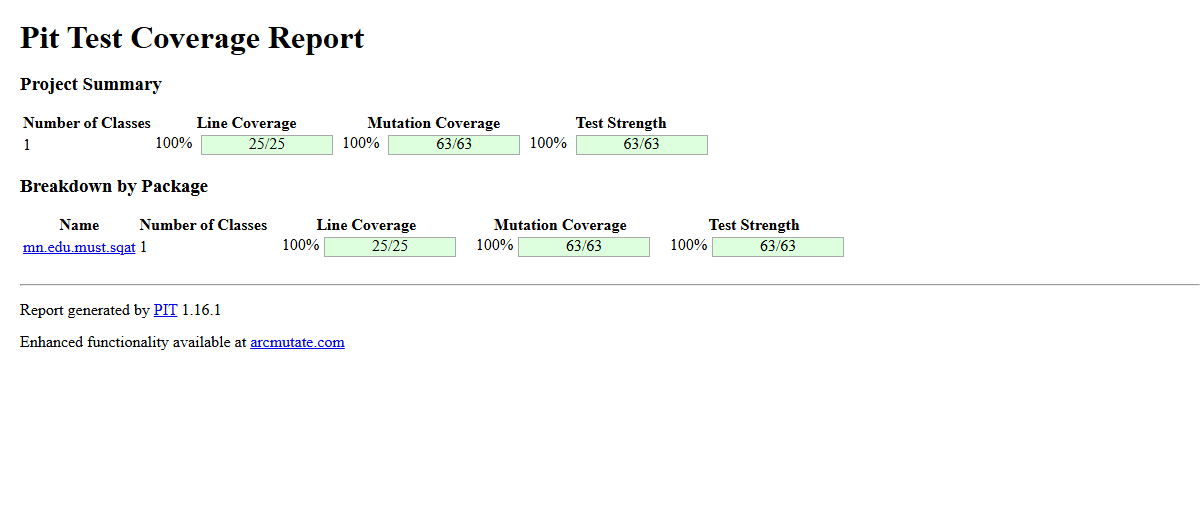 Pit Test Coverage Report
Project Summary
Number of Classes Line Coverage Mutation Coverage Test Strength
1 100% 25/25 100% 63/63 100% 63/63
Breakdown by Package
Name Number of Classes Line Coverage Mutation Coverage Test Strength
mn.edu.must.sqat 1 100% 25/25 100% 63/63 100% 63/63
Report generated by PIT 1.16.1
Enhanced functionality available at arcmutate.com